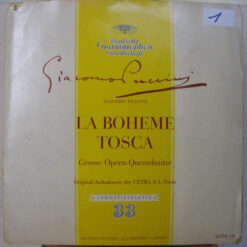 1
Deutsche
Grammophon
Gesellschaft
Giacomo Puccini
GIACOMO PUCCINI
LA BOHEME
TOSCA
Grosse Opern-Querschnitte
Original-Aufnahmen der CETRA S.A. Turin
LANGSPIELPLATTE
33